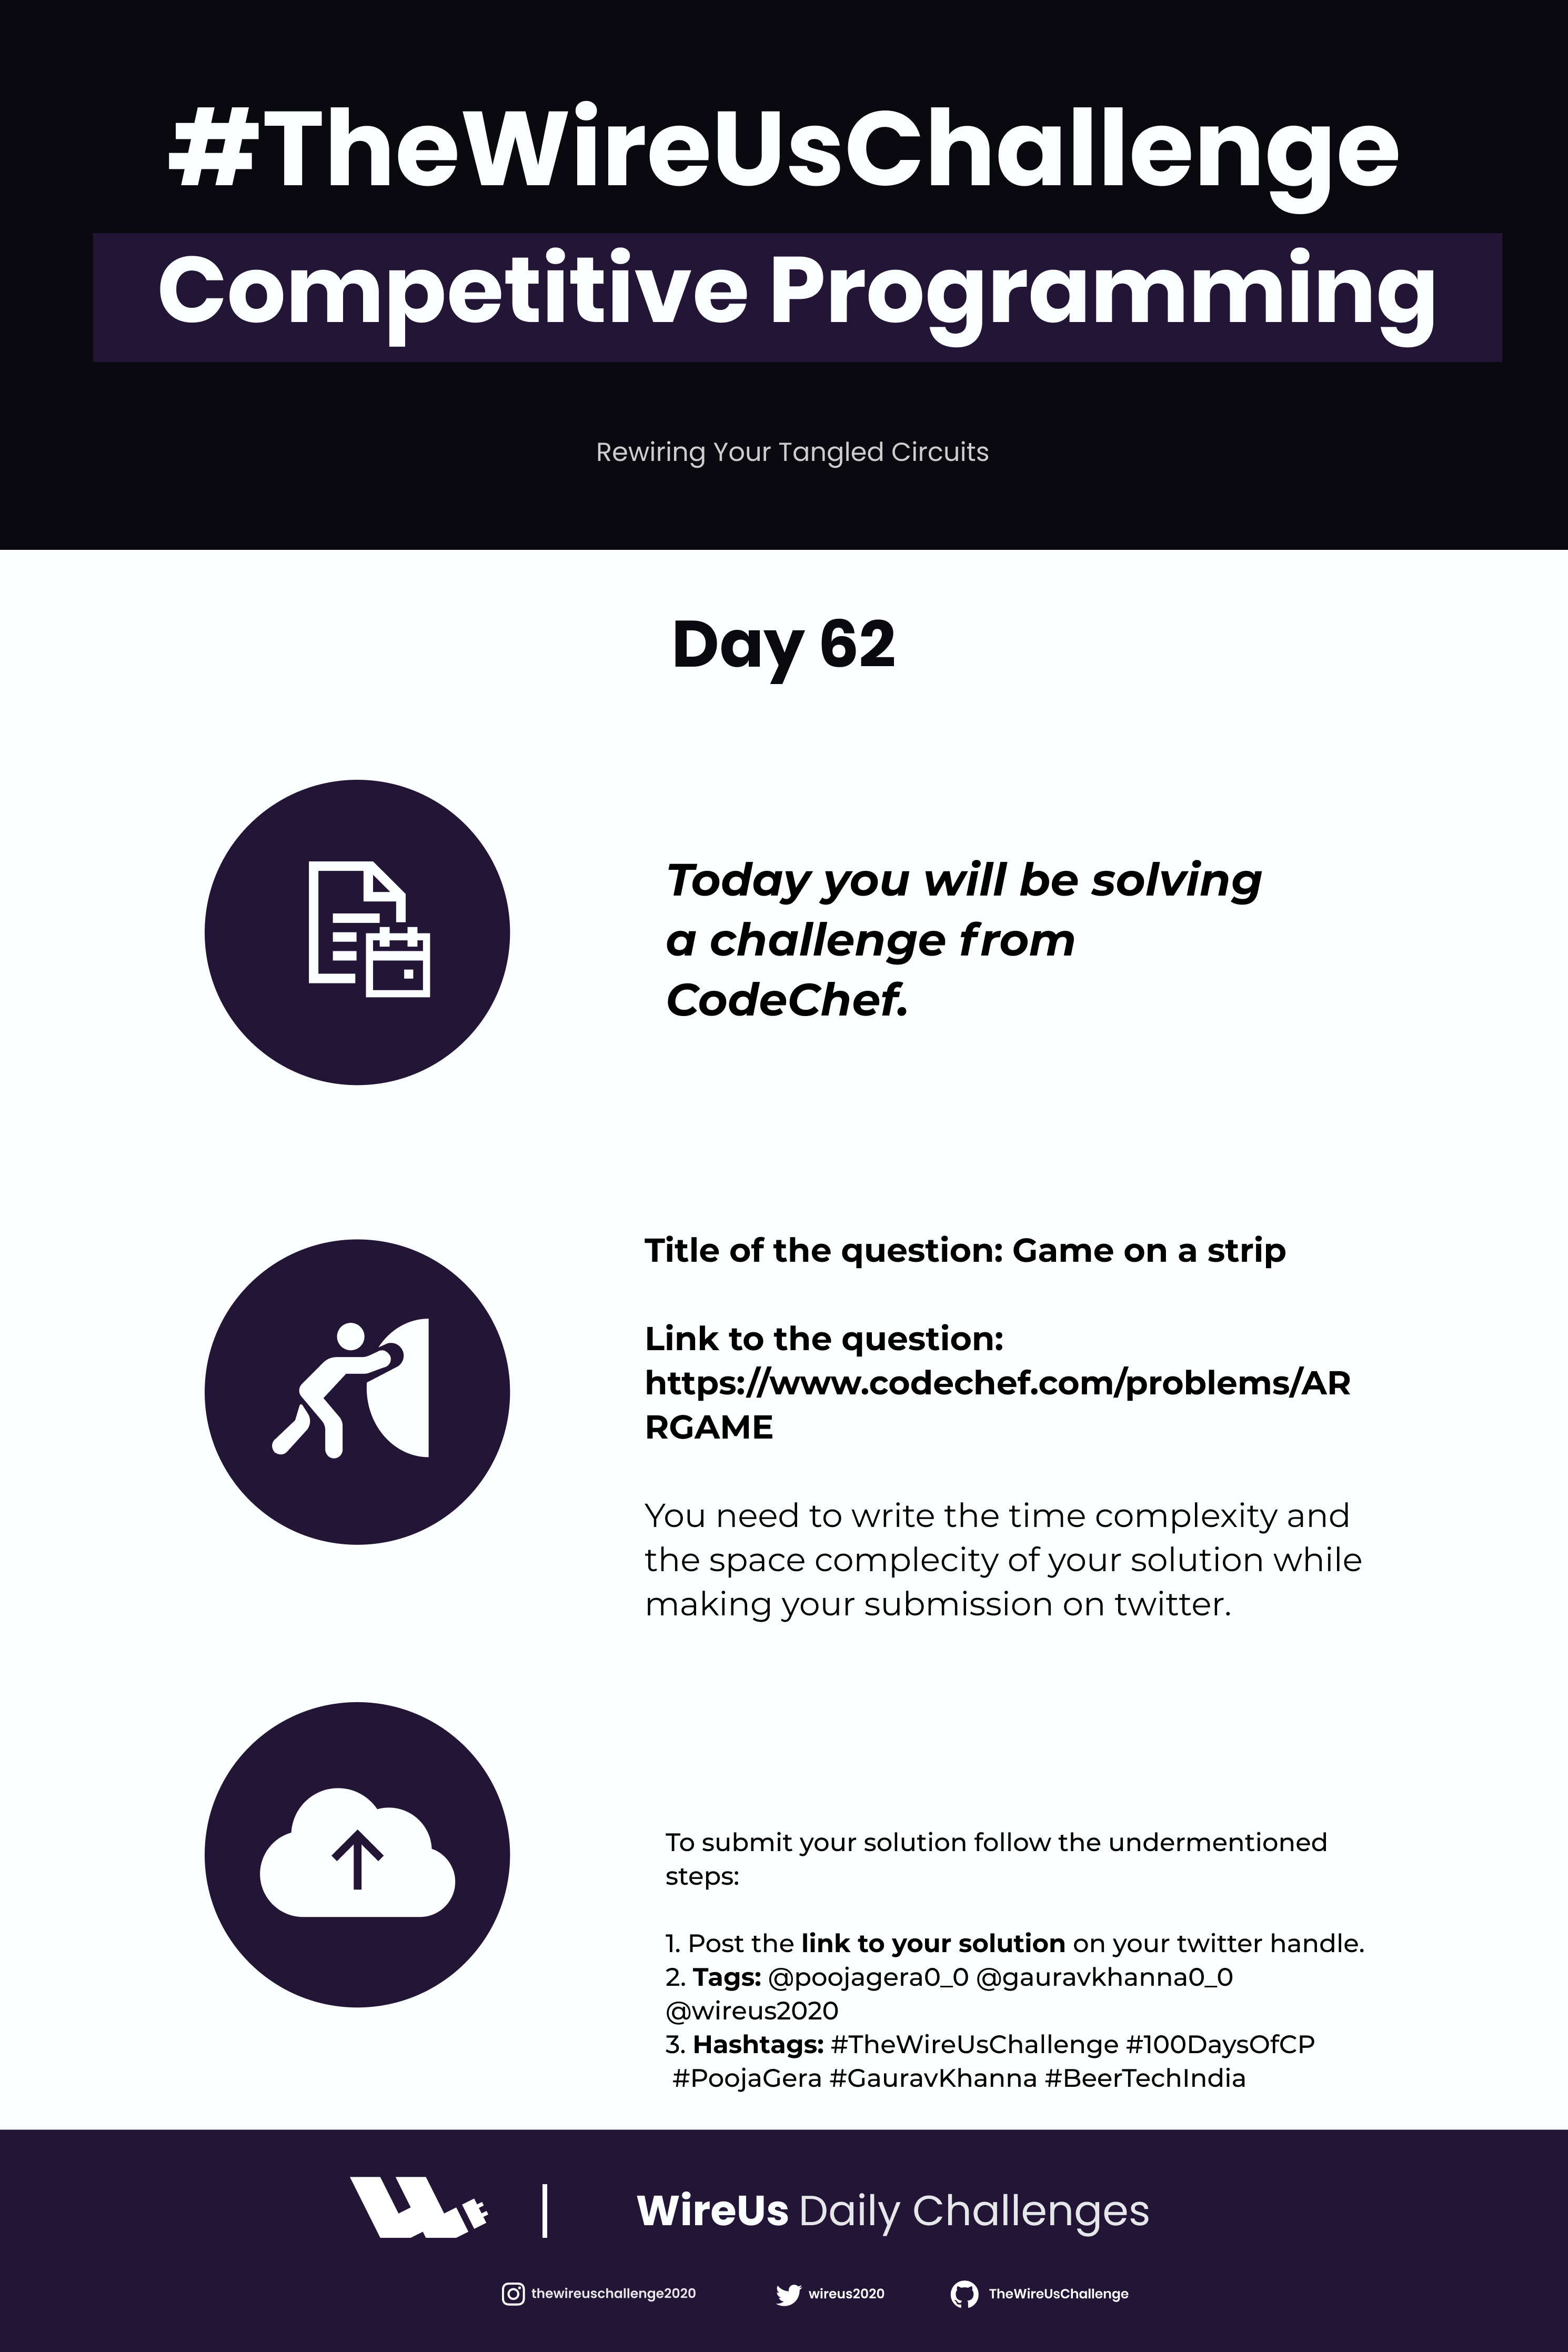 #TheWireUsChallenge
Competitive Programming
Rewiring Your Tangled Circuits
Day 62
Today you will be solving
a challenge from
CodeChef.
Title of the question: Game on a strip
Link to the question:
https://www.codechef.com/problems/AR
RGAME
You need to write the time complexity and
the space complecity of your solution while
making your submission on twitter.
To submit your solution follow the undermentioned
steps:
1. Post the link to your solution on your twitter handle.
2. Tags: @poojagera0_0 @gauravkhanna0_0
@wireus2020
3. Hashtags: #TheWireUsChallenge #100DaysOfCP
#PoojaGera #GauravKhanna #BeerTechIndia
WireUs Daily Challenges
thewireuschallenge2020 wireus2020 TheWireUsChallenge